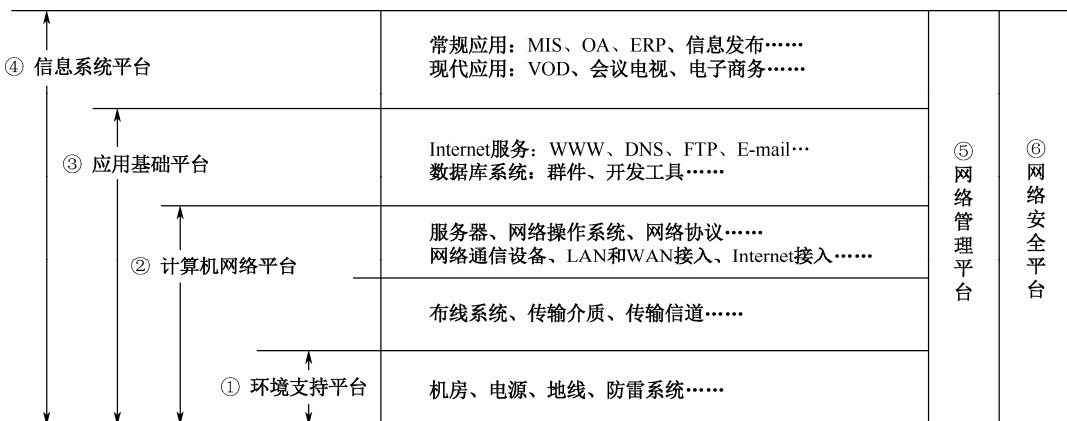 ④ 信息系统平台
常规应用：MIS、OA、ERP、信息发布……
现代应用：VOD、会议电视、电子商务……
③ 应用基础平台
Internet服务：WWW、DNS、FTP、E-mail…
数据库系统：群件、开发工具……
② 计算机网络平台
服务器、网络操作系统、网络协议……
网络通信设备、LAN和WAN接入、Internet接入……
布线系统、传输介质、传输信道……
① 环境支持平台
机房、电源、地线、防雷系统……
⑤网络管理平台
⑥网络安全平台